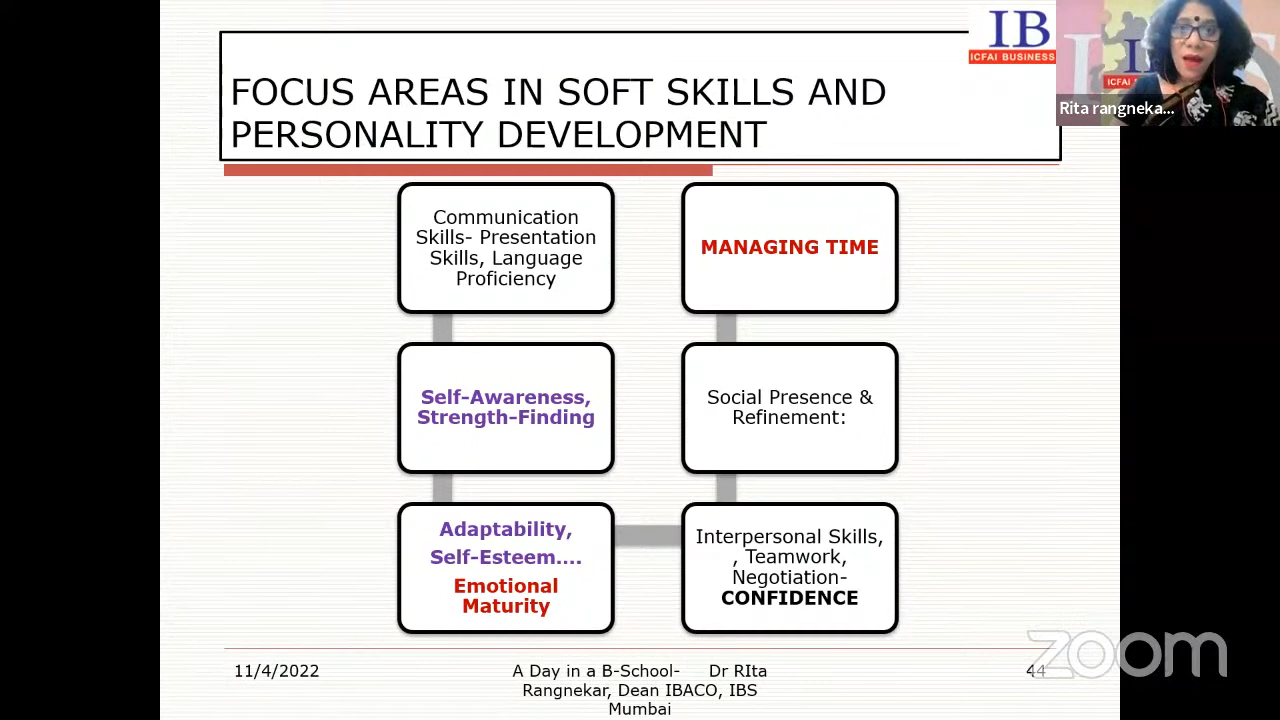 FOCUS AREAS IN SOFT SKILLS AND
PERSONALITY DEVELOPMENT
IB
ICFAI BUSINESS
ICFAI
Rita rangneka...
Communication
Skills- Presentation
Skills, Language
Proficiency
MANAGING TIME
Self-Awareness,
Strength-Finding
Social Presence &
Refinement:
Adaptability,
Self-Esteem....
Emotional
Maturity
Interpersonal Skills,
, Teamwork,
Negotiation-
CONFIDENCE
11/4/2022
A Day in a B-School- Dr RIta
Rangnekar, Dean IBACO, IBS
Mumbai
44
zoom